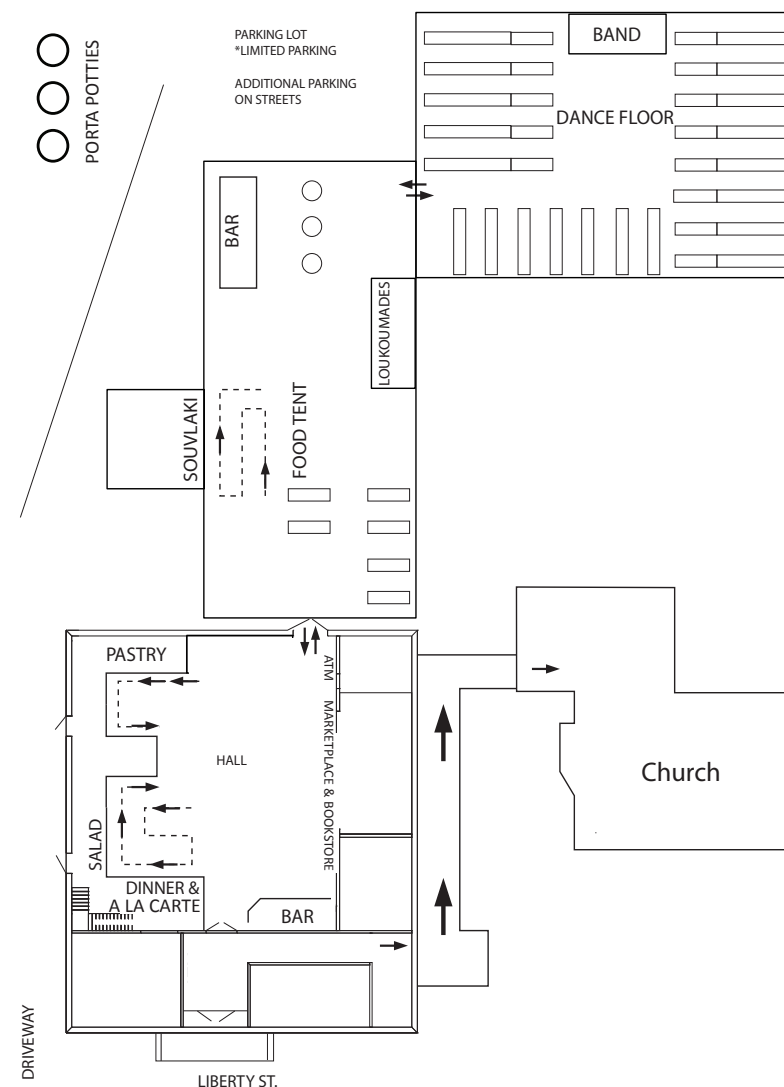 PORTA POTTIES
PARKING LOT
*LIMITED PARKING
ADDITIONAL PARKING
ON STREETS
BAND
DANCE FLOOR
BAR
LOUKOUMADES
SOUVLAKI
FOOD TENT
PASTRY
ATM
MARKETPLACE & BOOKSTORE
HALL
Church
SALAD
DINNER &
A LA CARTE
BAR
DRIVEWAY
LIBERTY ST.